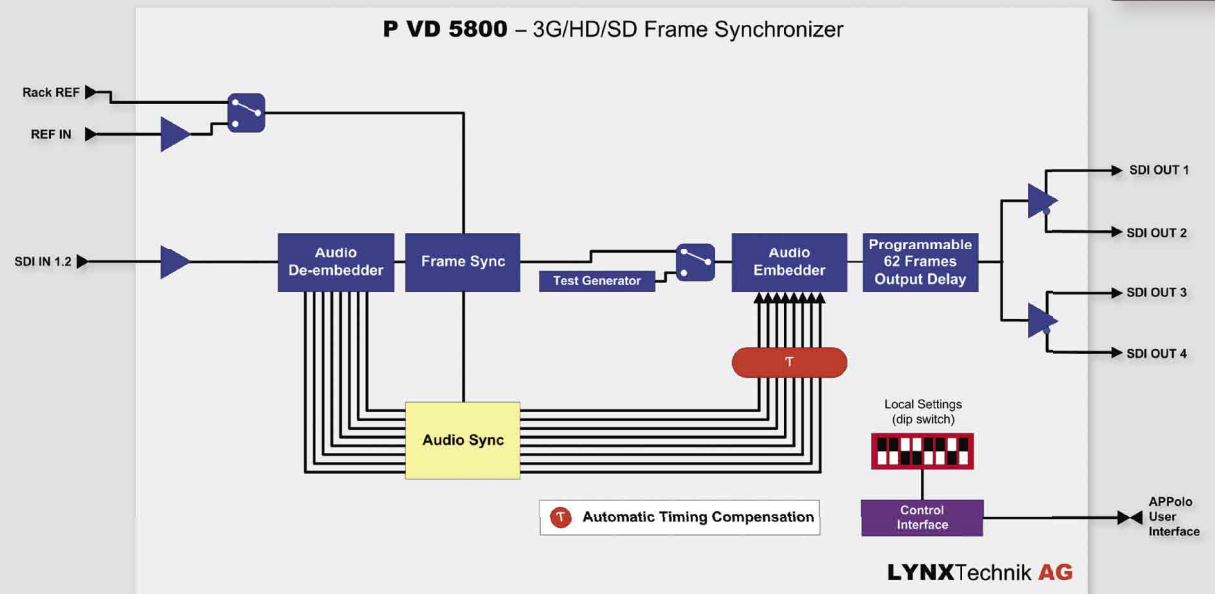 P VD 5800 – 3G/HD/SD Frame Synchronizer
Rack REF
REF IN
SDI IN 1.2
Audio
De-embedder
Frame Sync
Test Generator
Audio
Embedder
Programmable
62 Frames
Output Delay
SDI OUT 1
SDI OUT 2
SDI OUT 3
SDI OUT 4
τ
Audio Sync
Local Settings
(dip switch)
τ Automatic Timing Compensation
Control
Interface
APPolo
User
Interface
LYNXTechnik AG